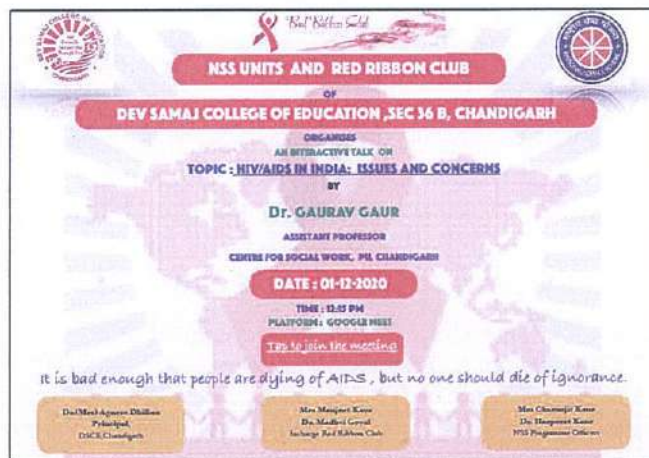 Red Ribbon Club
NSS UNITS AND RED RIBBON CLUB
OF
DEV SAMAJ COLLEGE OF EDUCATION ,SEC 36 B, CHANDIGARH
ORGANISES
AN INTERACTIVE TALK ON
TOPIC : HIV/AIDS IN INDIA: ISSUES AND CONCERNS
BY
Dr. GAURAV GAUR
ASSISTANT PROFESSOR
CENTRE FOR SOCIAL WORK, PU, CHANDIGARH
DATE : 01-12-2020
TIME : 12:15 PM
PLATFORM : GOOGLE MEET
Tap to join the meeting
It is bad enough that people are dying of AIDS , but no one should die of ignorance.
Dr.(Mrs) Agnese Dhillon
Principal,
DSCE, Chandigarh
Mrs Manjeet Kaur
Dr. Madhvi Goyal
Incharge Red Ribbon Club
Mrs Charanjit Kaur
Dr. Harpreet Kaur
NSS Programme Officers